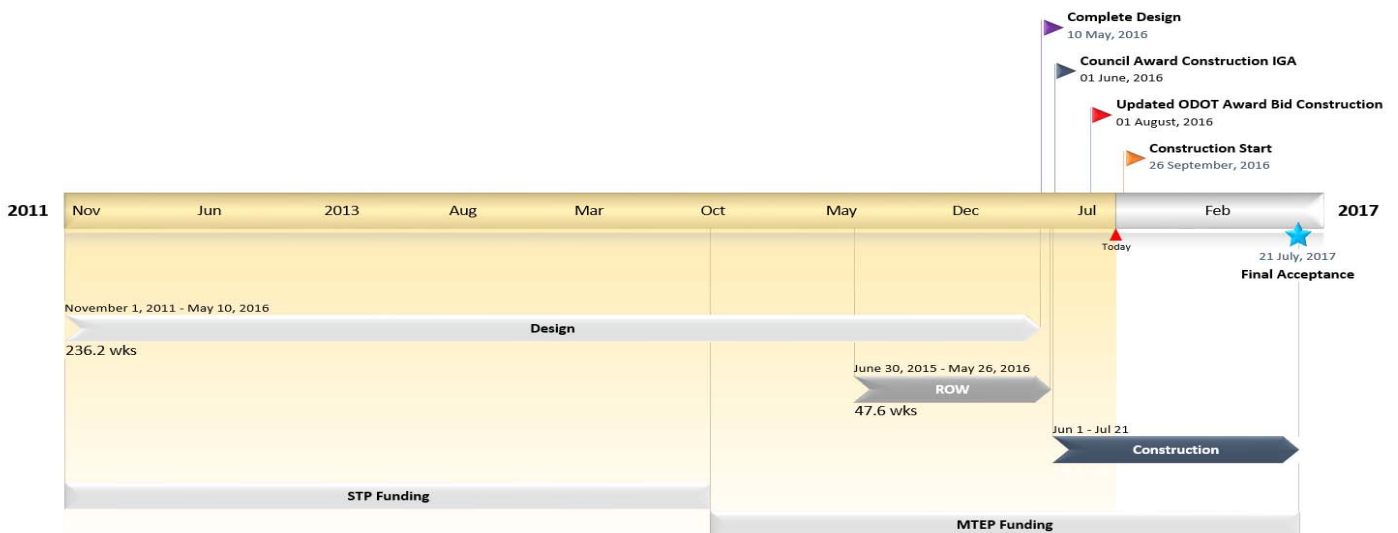 Complete Design
10 May, 2016
Council Award Construction IGA
01 June, 2016
Updated ODOT Award Bid Construction
01 August, 2016
Construction Start
26 September, 2016
2011 Nov Jun 2013 Aug Mar Oct May Dec Jul Feb 2017
Today
21 July, 2017
Final Acceptance
November 1, 2011 - May 10, 2016
Design
236.2 wks
June 30, 2015 - May 26, 2016
ROW
47.6 wks
Jun 1 - Jul 21
Construction
STP Funding
MTEP Funding